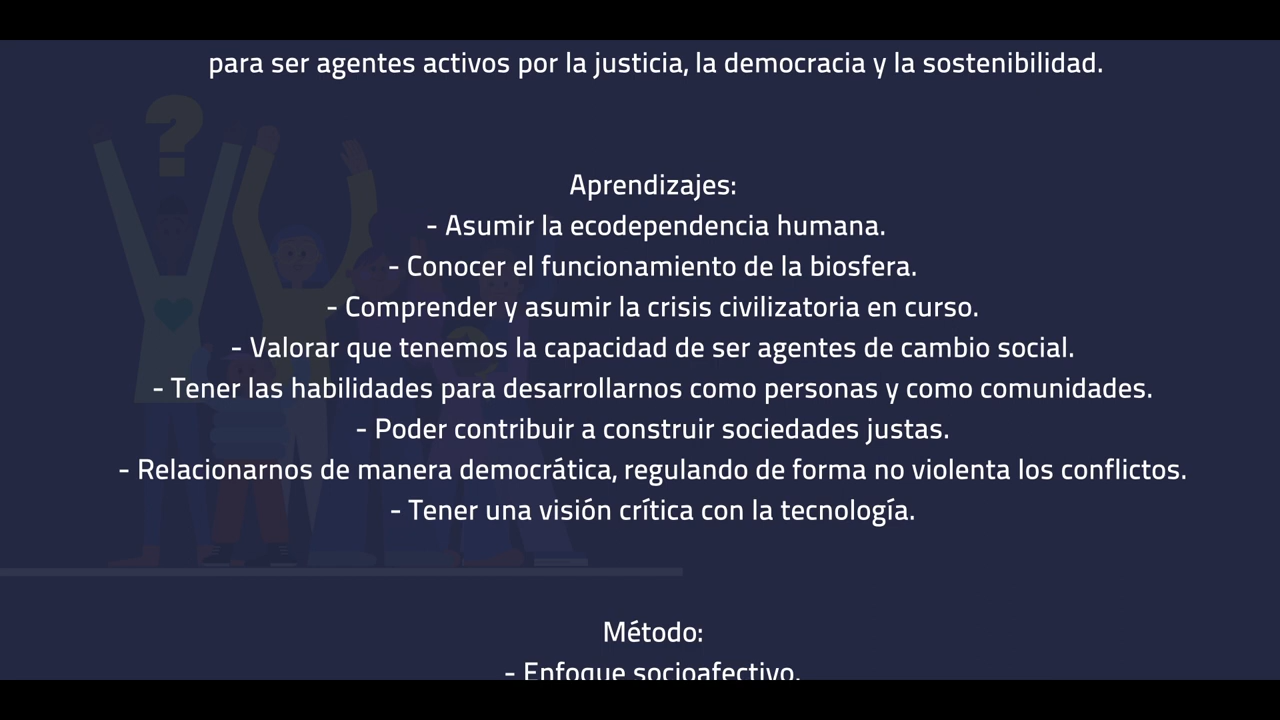 para ser agentes activos por la justicia, la democracia y la sostenibilidad.
Aprendizajes:
- Asumir la ecodependencia humana.
- Conocer el funcionamiento de la biosfera.
- Comprender y asumir la crisis civilizatoria en curso.
- Valorar que tenemos la capacidad de ser agentes de cambio social.
- Tener las habilidades para desarrollarnos como personas y como comunidades.
- Poder contribuir a construir sociedades justas.
- Relacionarnos de manera democrática, regulando de forma no violenta los conflictos.
- Tener una visión crítica con la tecnología.
Método:
- Enfoque socioafectivo.